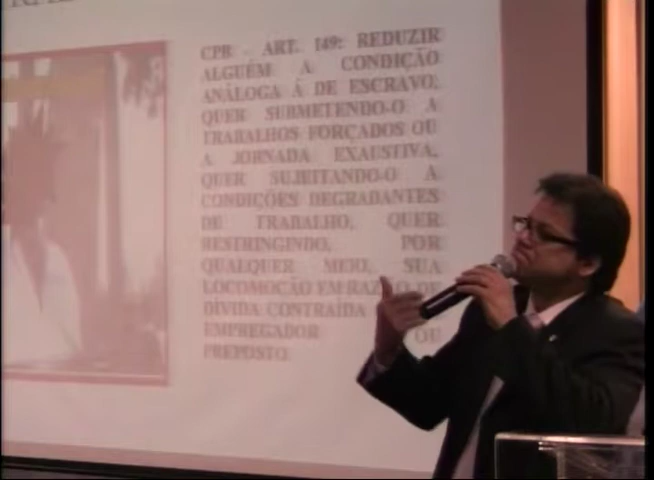 CPB - ART. 149: REDUZIR
ALGUÉM A CONDIÇÃO
ANÁLOGA Á DE ESCRAVO,
QUER SUBMETENDO-O A
TRABALHOS FORÇADOS OU
A JORNADA EXAUSTIVA,
QUER SUJEITANDO-O A
CONDIÇÕES DEGRADANTES
DE TRABALHO, QUER
RESTRINGINDO, POR
QUALQUER MEIO, SUA
LOCOMOÇÃO EM RAZÃO DE
DÍVIDA CONTRAÍDA
EMPREGADOR OU
PREPOSTO